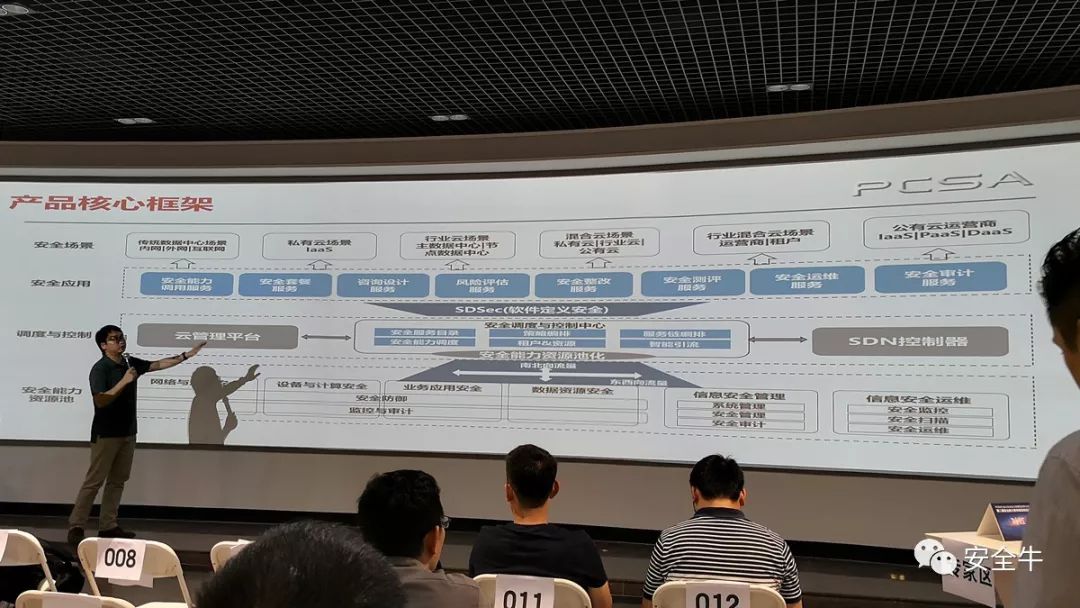 产品核心框架
PCSA
安全场景
传统数据中心场景
内网|外网|互联网
私有云场景
IaaS
行业云场景
主数据中心|节
点数据中心
混合云场景
私有云|行业云|
公有云
行业混合云场景
运营商|租户
公有云运营商
IaaS|PaaS|DaaS
安全应用
安全能力
调用服务
安全套餐
服务
咨询设计
服务
风险评估
服务
安全整改
服务
安全测评
服务
安全运维
服务
安全审计
服务
SDSec(软件定义安全)
调度与控制
云管理平台
安全调度与控制中心
安全服务目录
策略编排
服务链编排
安全能力调度
租户&资源
智能引流
SDN控制器
安全能力资源池化
南北向流量
东西向流量
安全能力
资源池
网络与
设备与计算安全
业务应用安全
数据资源安全
安全防御
监控与审计
信息安全管理
系统管理
安全管理
安全审计
信息安全运维
安全监控
安全扫描
安全运维
008
011
012
家区
安全牛